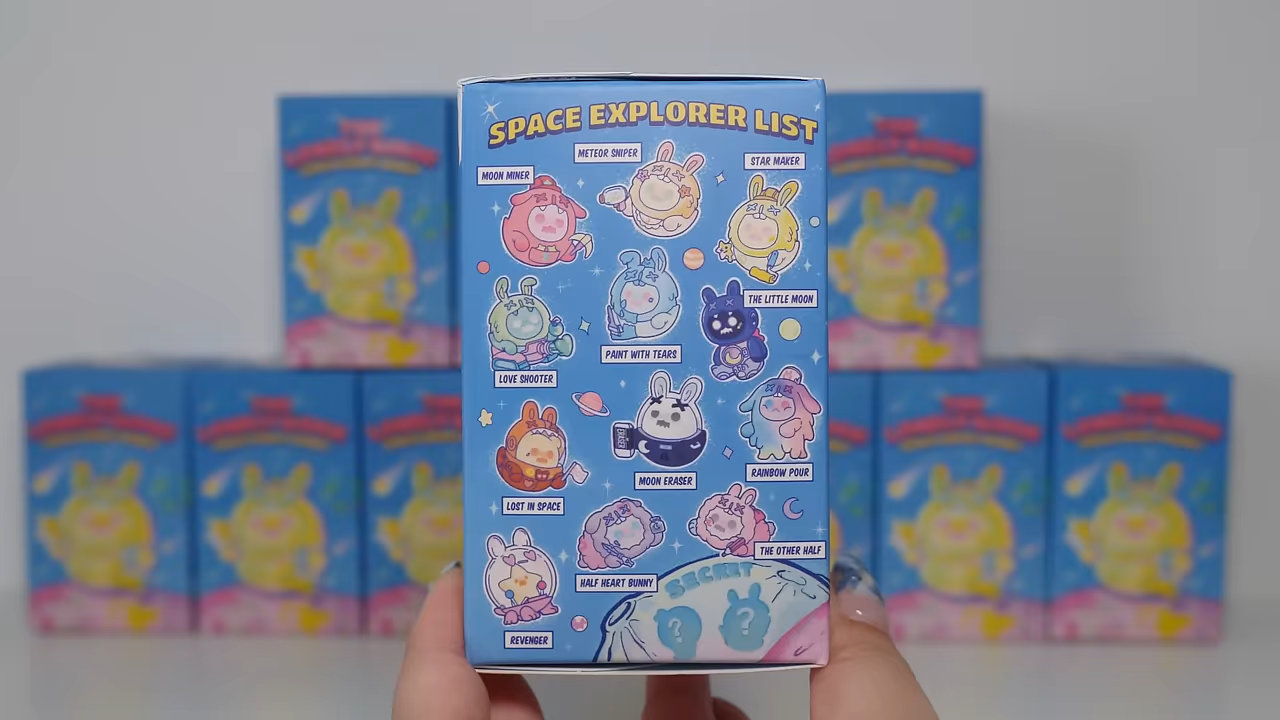 SPACE EXPLORER LIST
METEOR SNIPER
STAR MAKER
MOON MINER
THE LITTLE MOON
PAINT WITH TEARS
LOVE SHOOTER
ERASER
RAINBOW POUR
MOON ERASER
LOST IN SPACE
THE OTHER HALF
SECRET
HALF HEART BUNNY
? ?
REVENGER